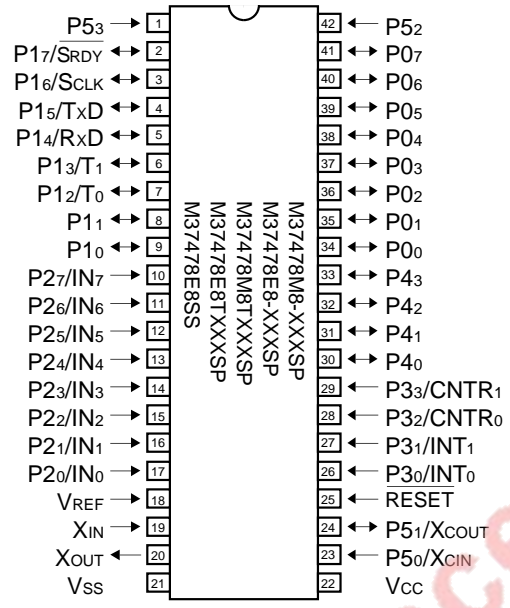 P53 1 42 P52
P17/SRDY 2 41 P07
P16/SCLK 3 40 P06
P15/TXD 4 39 P05
P14/RXD 5 38 P04
P13/T1 6 37 P03
P12/T0 7 36 P02
P11 8 35 P01
P10 9 34 P00
P27/IN7 10 33 P43
P26/IN6 11 32 P42
P25/IN5 12 31 P41
P24/IN4 13 30 P40
P23/IN3 14 29 P33/CNTR1
P22/IN2 15 28 P32/CNTR0
P21/IN1 16 27 P31/INT1
P20/IN0 17 26 P30/INT0
VREF 18 25 RESET
XIN 19 24 P51/XCOUT
XOUT 20 23 P50/XCIN
VSS 21 22 VCC
M37478M8-XXXSP
M37478E8-XXXSP
M37478M8TXXXSP
M37478E8TXXXSP
M37478E8SS